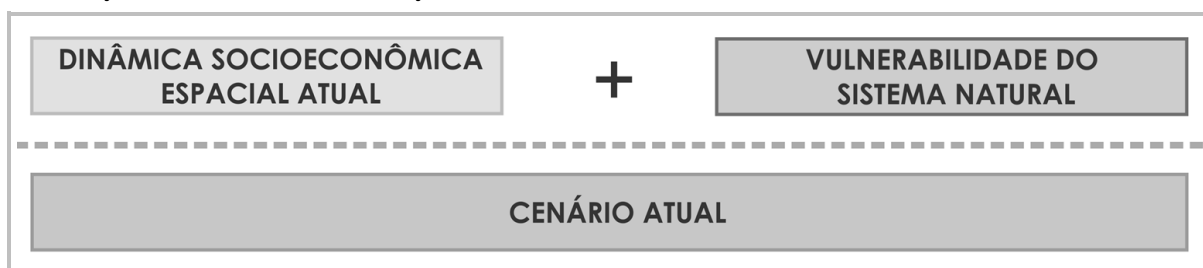 DINÂMICA SOCIOECONÔMICA
ESPACIAL ATUAL
+
VULNERABILIDADE DO
SISTEMA NATURAL
CENÁRIO ATUAL